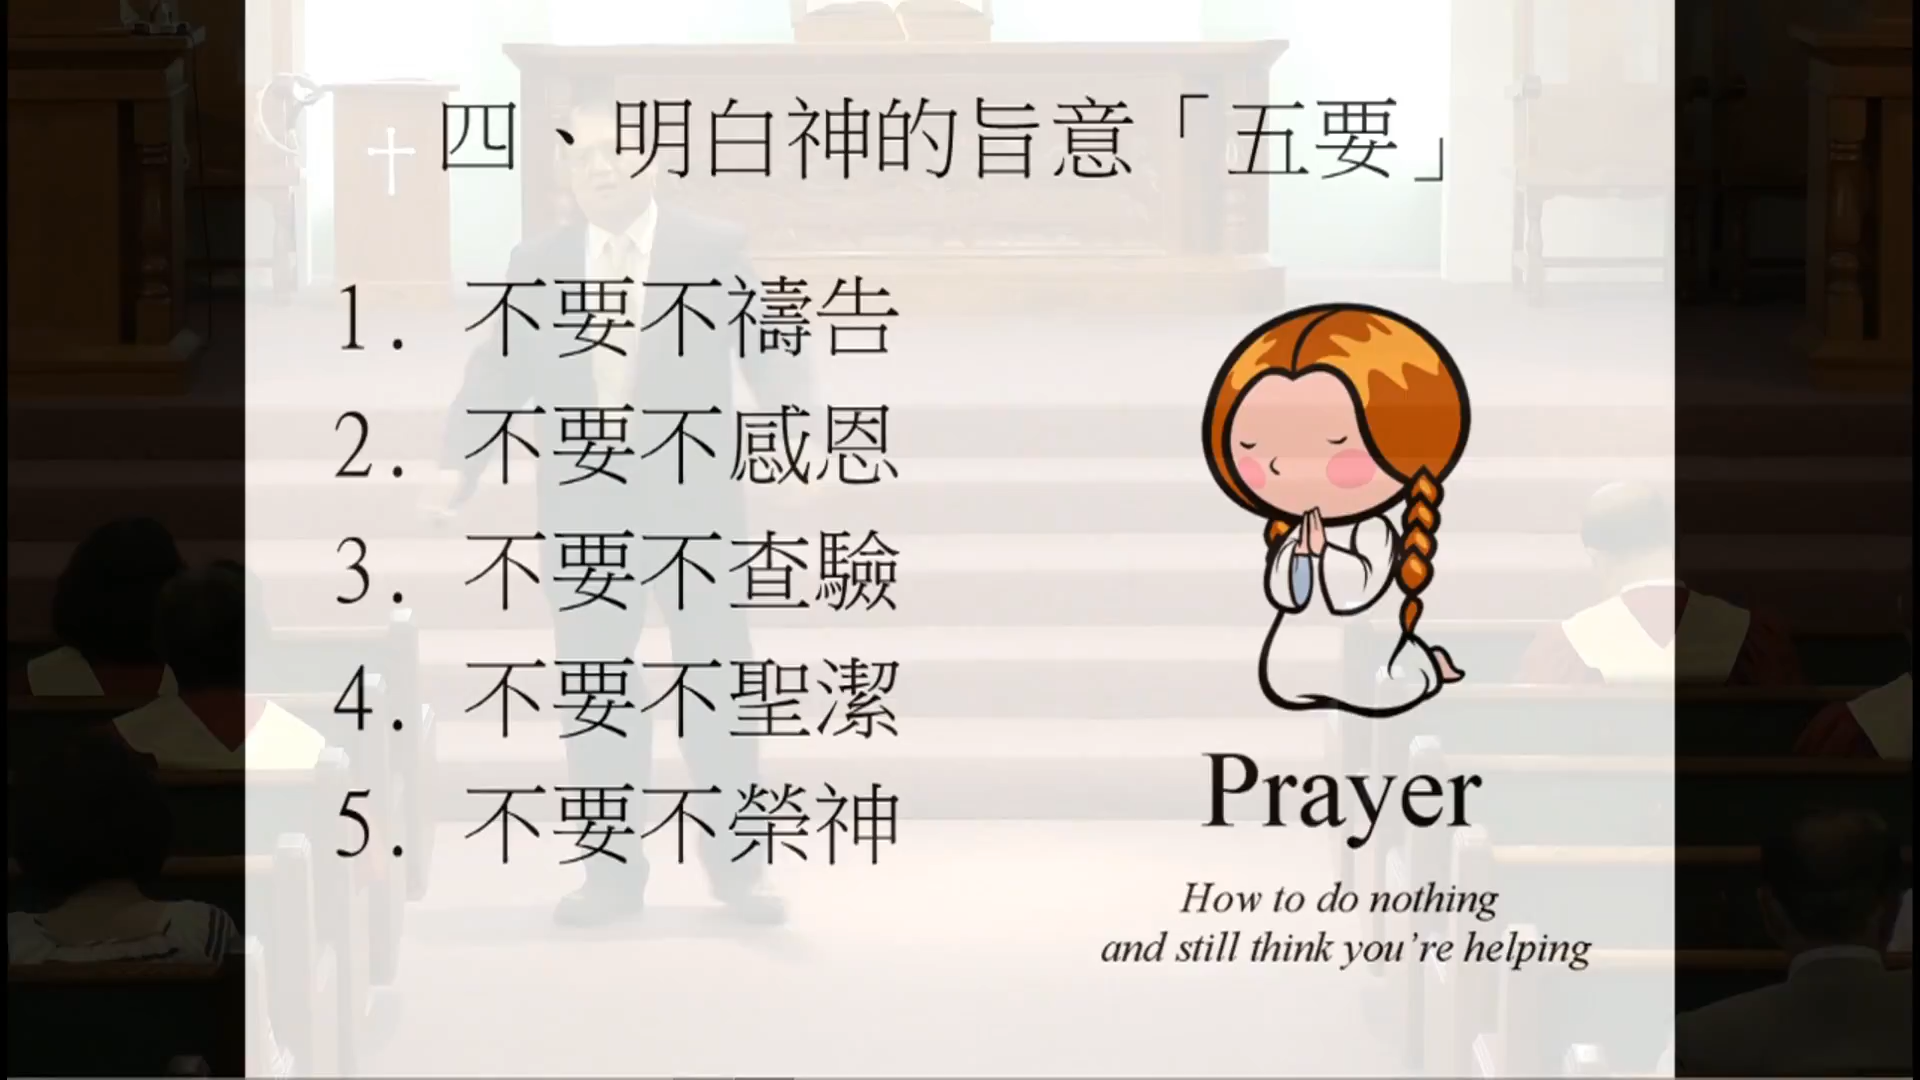 四、明白神的旨意「五要」
1. 不要不禱告
2. 不要不感恩
3. 不要不查驗
4. 不要不聖潔
5. 不要不榮神
Prayer
How to do nothing
and still think you're helping